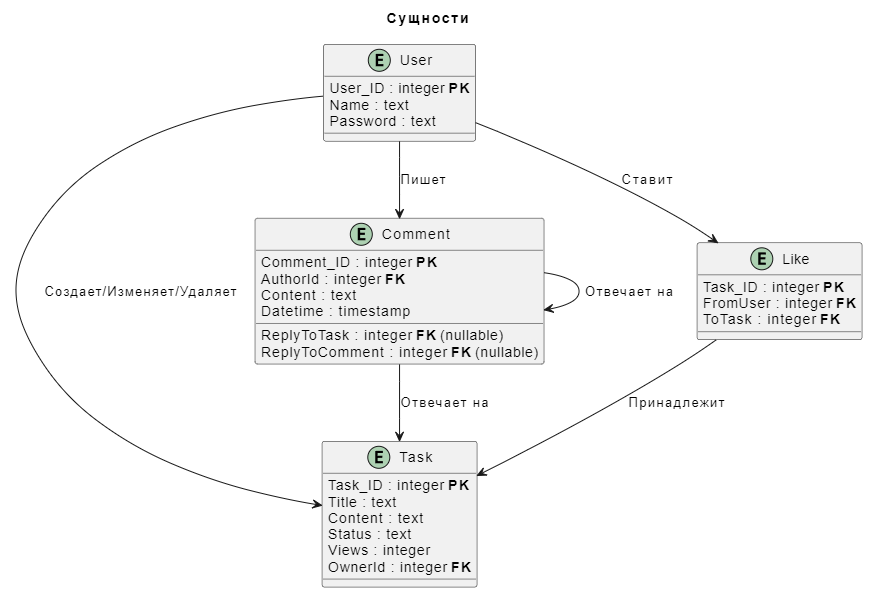 Сущности
E User
User_ID : integer PK
Name : text
Password : text
Пишет
Ставит
E Comment
Comment_ID : integer PK
AuthorId : integer FK
Content : text
Datetime : timestamp
ReplyToTask : integer FK (nullable)
ReplyToComment : integer FK (nullable)
Отвечает на
E Like
Task_ID : integer PK
FromUser : integer FK
ToTask : integer FK
Создает/Изменяет/Удаляет
Отвечает на
Принадлежит
E Task
Task_ID : integer PK
Title : text
Content : text
Status : text
Views : integer
OwnerId : integer FK